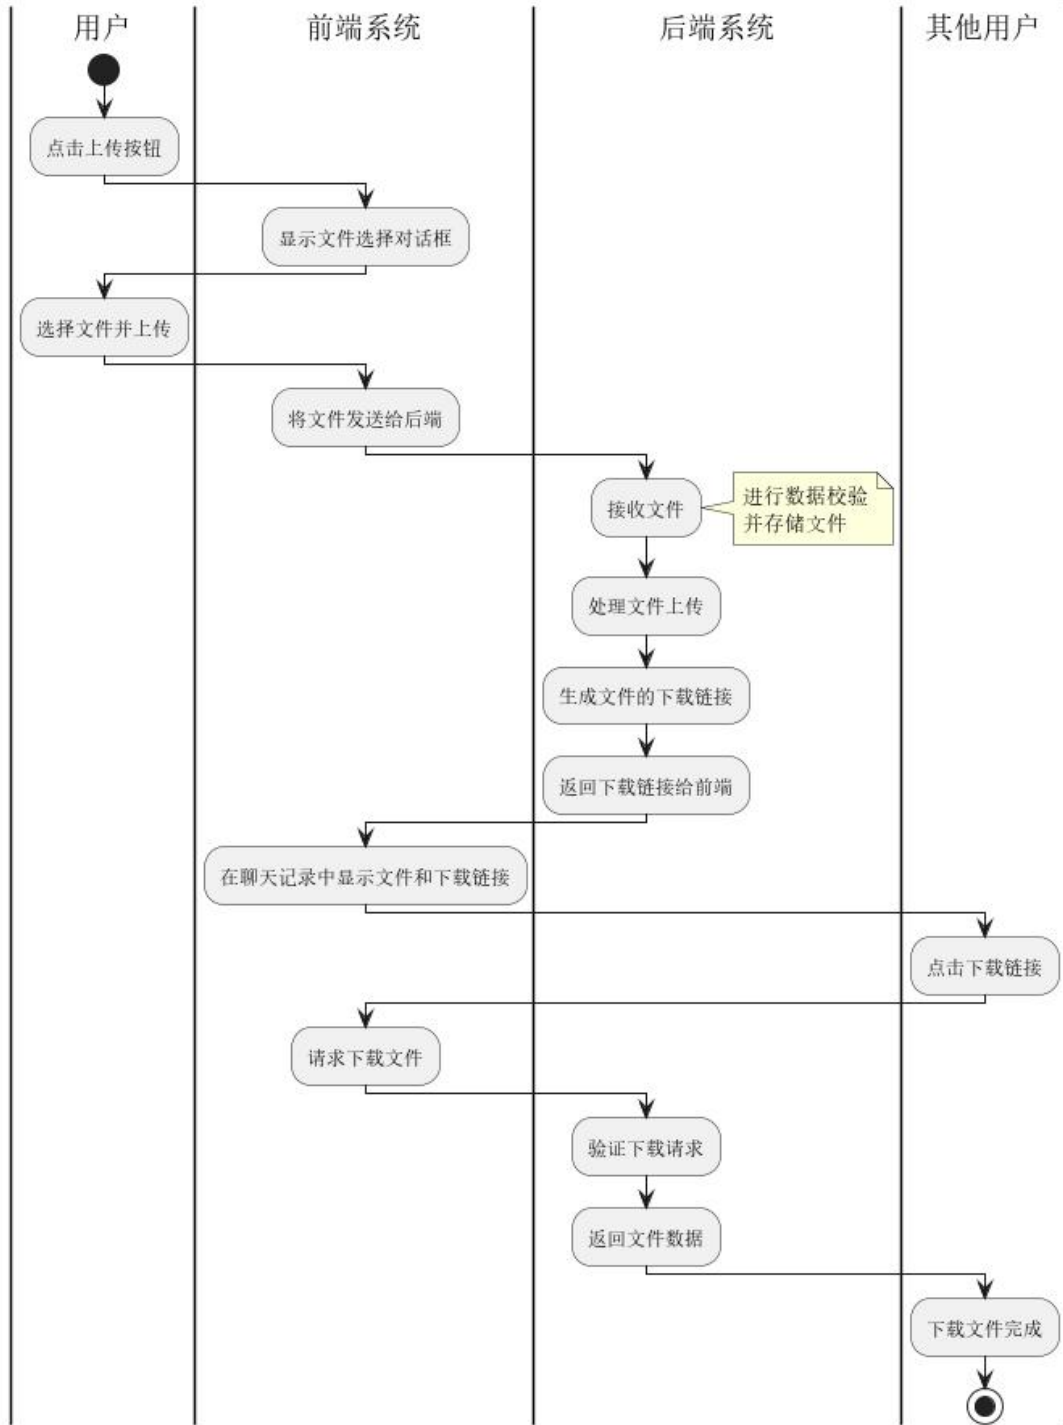 用户
前端系统
后端系统
其他用户
点击上传按钮
显示文件选择对话框
选择文件并上传
将文件发送给后端
接收文件
进行数据校验
并存储文件
处理文件上传
生成文件的下载链接
返回下载链接给前端
在聊天记录中显示文件和下载链接
点击下载链接
请求下载文件
验证下载请求
返回文件数据
下载文件完成